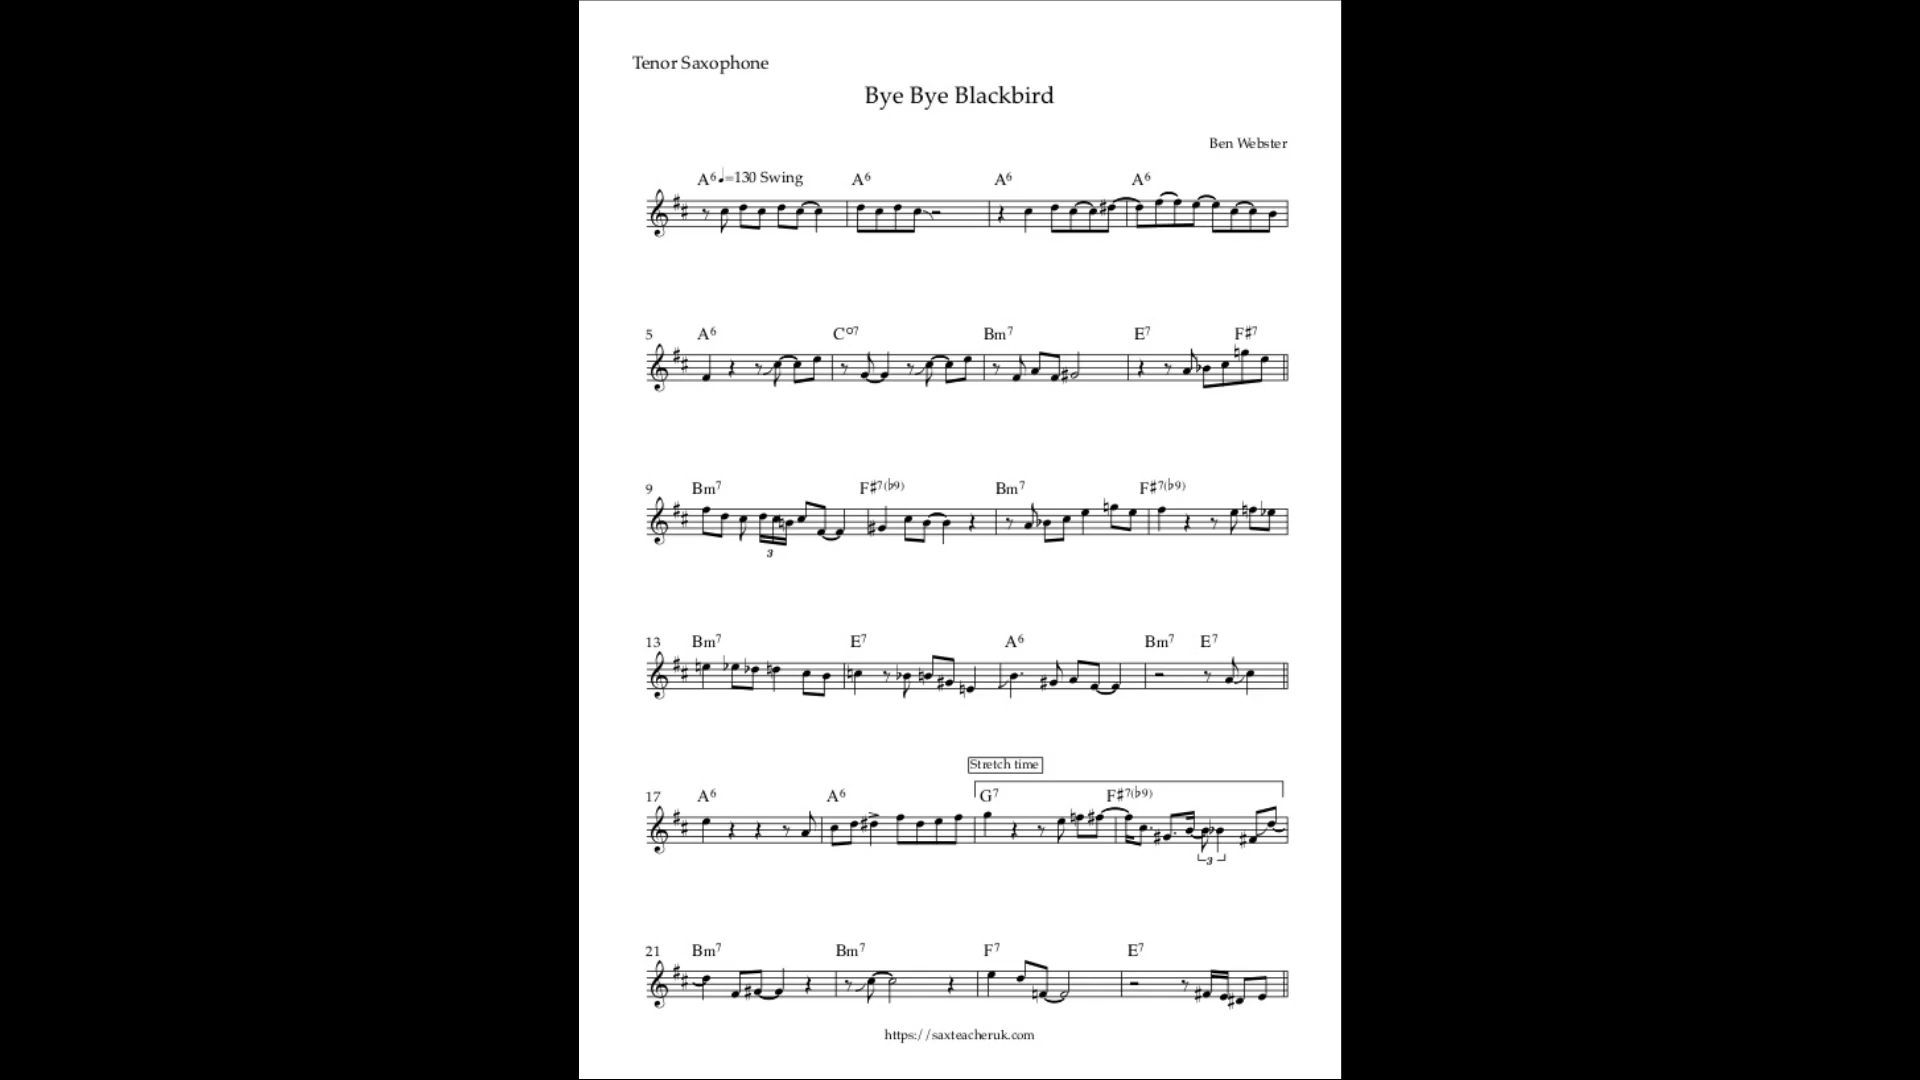 Tenor Saxophone
Bye Bye Blackbird
Ben Webster
A6 ♩=130 Swing A6 A6 A6
5 A6 C°7 Bm7 E7 F♯7
9 Bm7 F♯7(♭9) Bm7 F♯7(♭9)
3
13 Bm7 E7 A6 Bm7 E7
Stretch time
17 A6 A6 G7 F♯7(♭9)
3
21 Bm7 Bm7 F7 E7
https://saxteacheruk.com